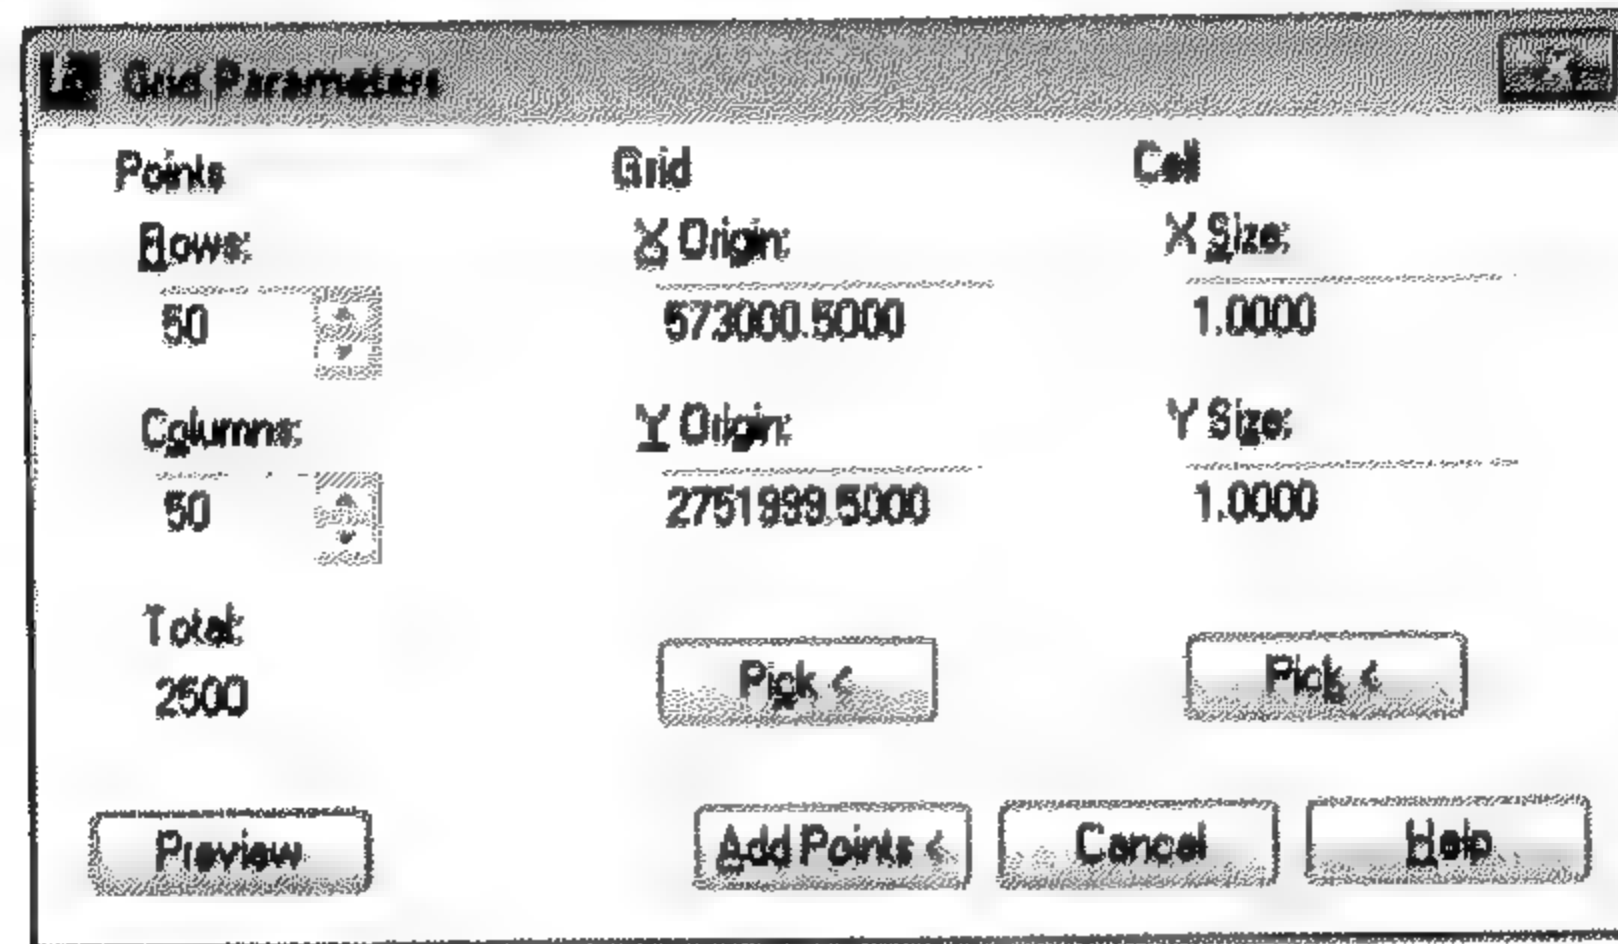 Grid Parameters
Points
Rows:
50
Columns:
50
Total:
2500
Grid
X Origin:
573000.5000
Y Origin:
2751999.5000
Pick <
Cell
X Size:
1.0000
Y Size:
1.0000
Pick <
Preview
Add Points <
Cancel
Help